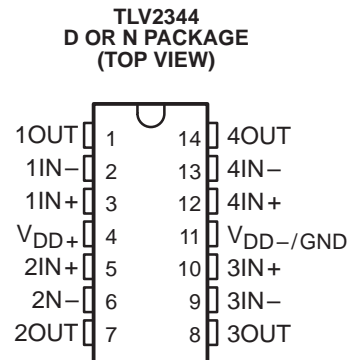 TLV2344
D OR N PACKAGE
(TOP VIEW)
1OUT 1 14 4OUT
1IN− 2 13 4IN−
1IN+ 3 12 4IN+
VDD+ 4 11 VDD−/GND
2IN+ 5 10 3IN+
2N− 6 9 3IN−
2OUT 7 8 3OUT